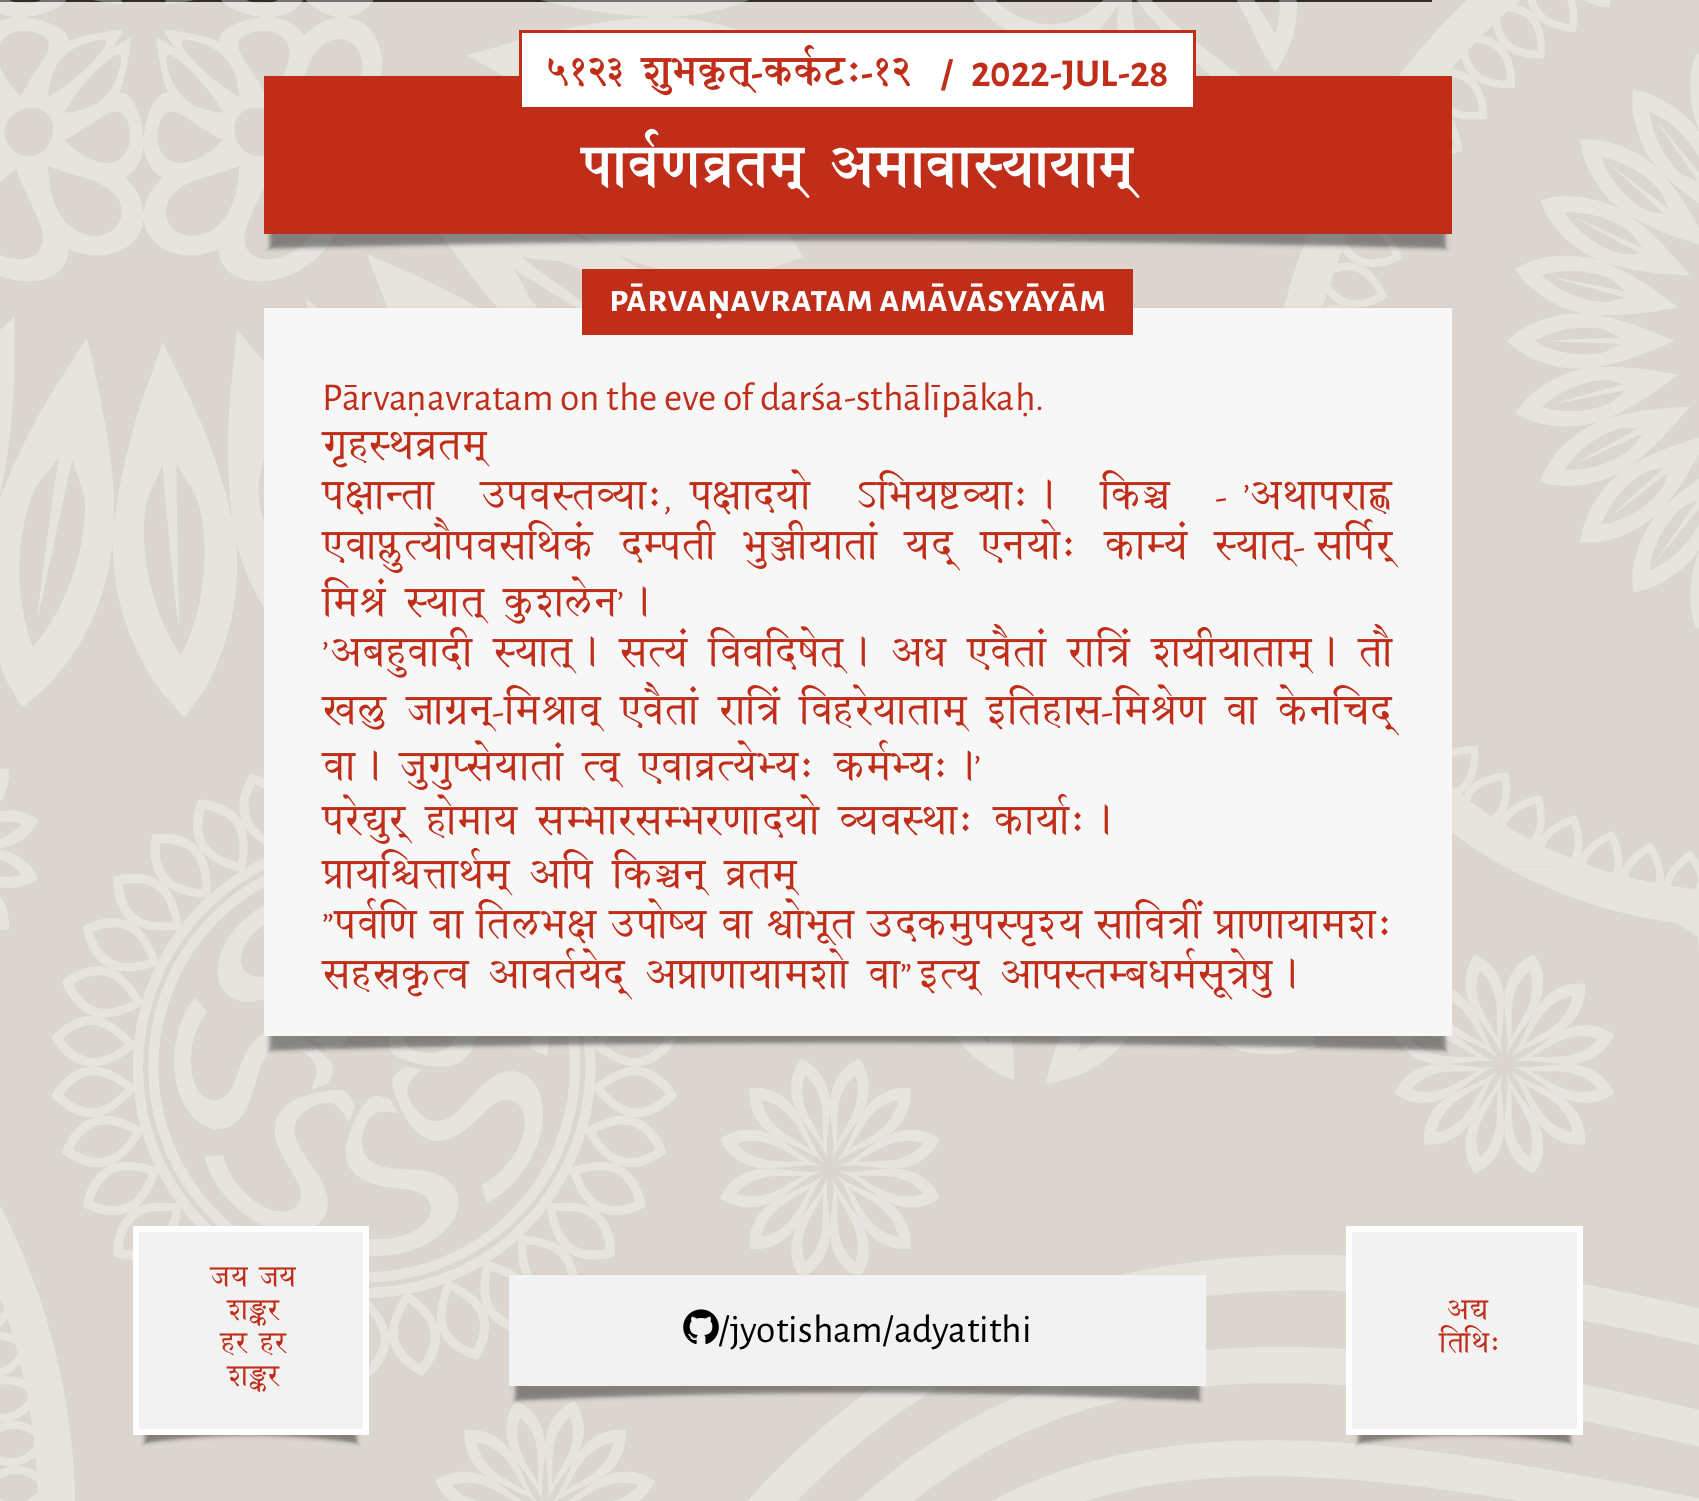 ५१२३ शुभकृत्-कर्कटः-१२ / 2022-JUL-28
पार्वणव्रतम् अमावास्यायाम्
PĀRVAṆAVRATAM AMĀVĀSYĀYĀM
Pārvaṇavratam on the eve of darśa-sthālīpākaḥ.
गृहस्थव्रतम्
पक्षान्ता उपवस्तव्याः, पक्षादयो ऽभियष्टव्याः । किञ्च - ’अथापराह्ण
एवाप्लुत्यौपवसथिकं दम्पती भुञ्जीयातां यद् एनयोः काम्यं स्यात्- सर्पिर्
मिश्रं स्यात् कुशलेन’ ।
’अबहुवादी स्यात् । सत्यं विवदिषेत् । अध एवैतां रात्रिं शयीयाताम् । तौ
खलु जाग्रन्-मिश्राव् एवैतां रात्रिं विहरेयाताम् इतिहास-मिश्रेण वा केनचिद्
वा । जुगुप्सेयातां त्व् एवाव्रत्येभ्यः कर्मभ्यः ।’
परेद्युर् होमाय सम्भारसम्भरणादयो व्यवस्थाः कार्याः ।
प्रायश्चित्तार्थम् अपि किञ्चन् व्रतम्
”पर्वणि वा तिलभक्ष उपोष्य वा श्वोभूत उदकमुपस्पृश्य सावित्रीं प्राणायामशः
सहस्रकृत्व आवर्तयेद् अप्राणायामशो वा” इत्य् आपस्तम्बधर्मसूत्रेषु ।
जय जय
शङ्कर
हर हर
शङ्कर
/jyotisham/adyatithi
अद्य
तिथिः